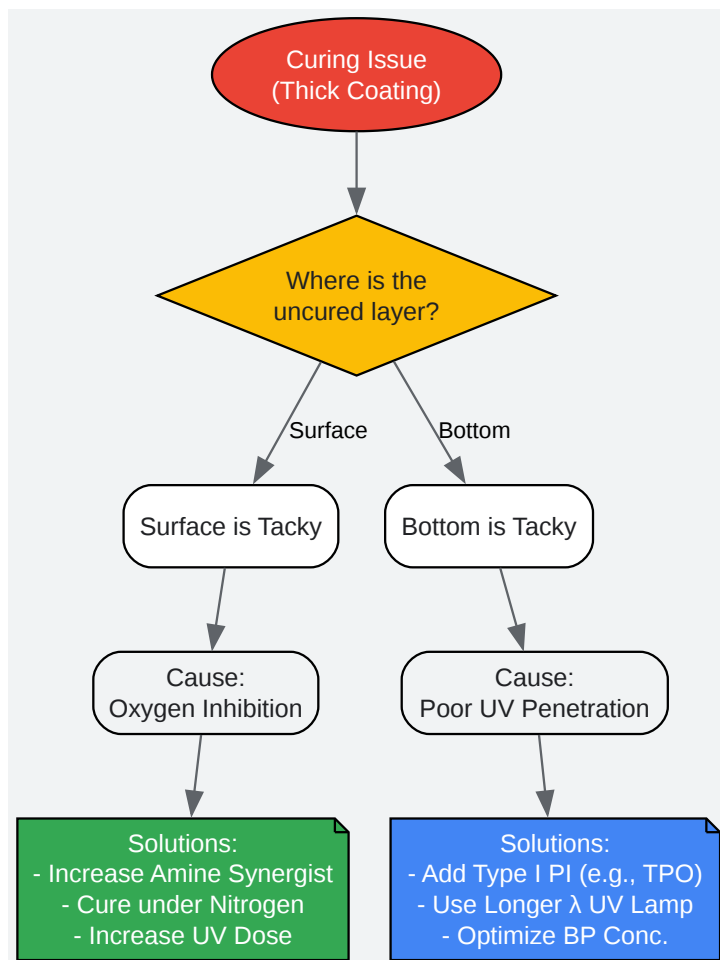 Curing Issue
(Thick Coating)
Where is the
uncured layer?
Surface
Bottom
Surface is Tacky
Bottom is Tacky
Cause:
Oxygen Inhibition
Cause:
Poor UV Penetration
Solutions:
- Increase Amine Synergist
- Cure under Nitrogen
- Increase UV Dose
Solutions:
- Add Type I PI (e.g., TPO)
- Use Longer λ UV Lamp
- Optimize BP Conc.